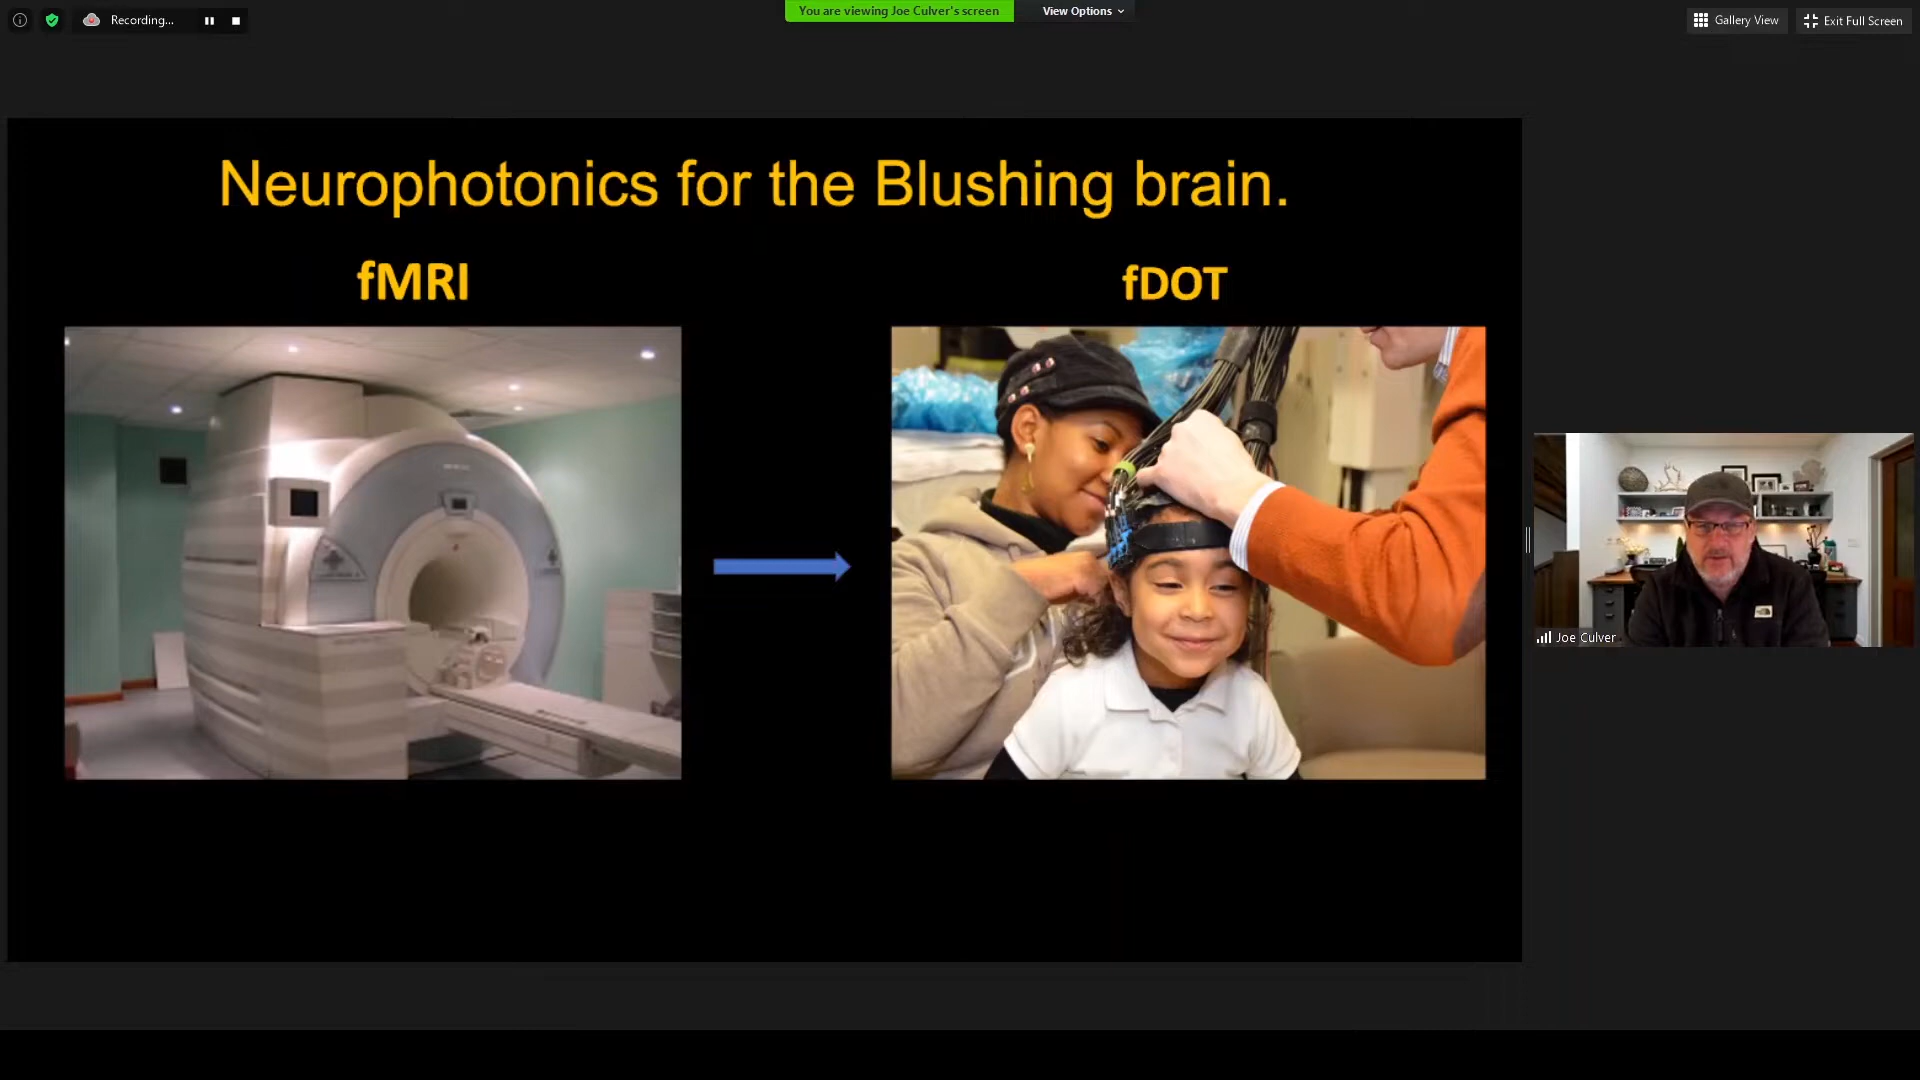 Recording...
You are viewing Joe Culver's screen
View Options
Gallery View
Exit Full Screen
Neurophotonics for the Blushing brain.
fMRI
fDOT
Joe Culver